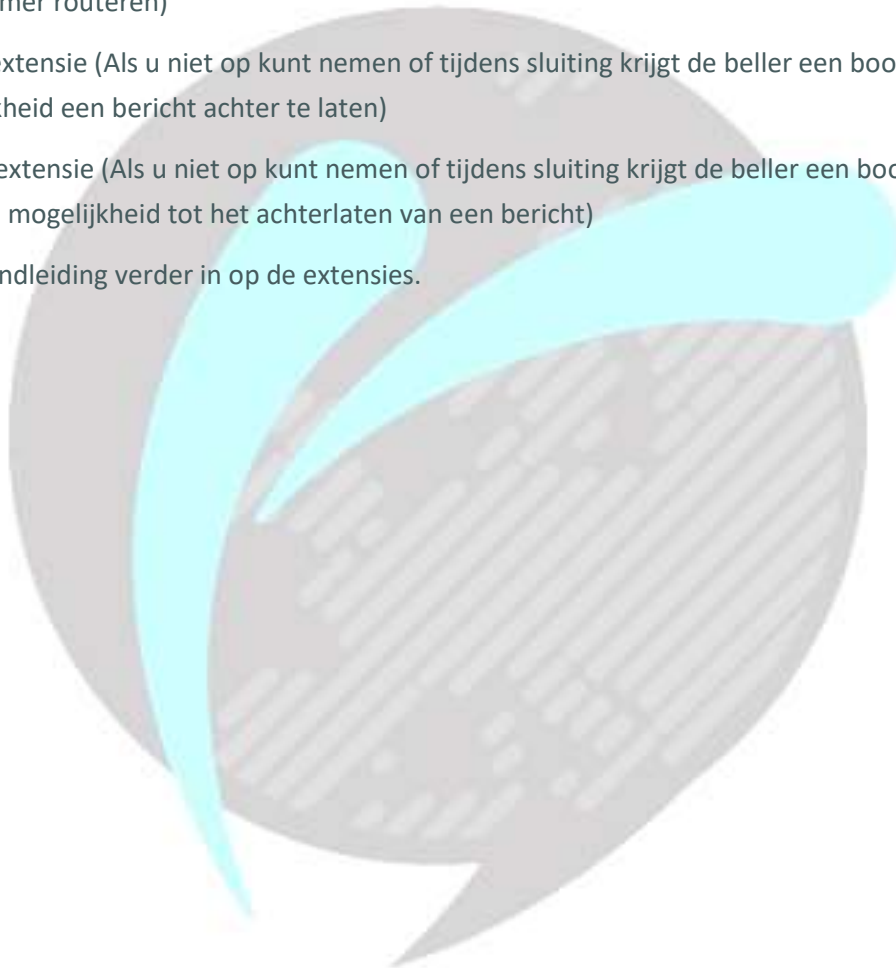 mer routeren)
extensie (Als u niet op kunt nemen of tijdens sluiting krijgt de beller een boo
kheid een bericht achter te laten)
extensie (Als u niet op kunt nemen of tijdens sluiting krijgt de beller een boo
mogelijkheid tot het achterlaten van een bericht)
ndleiding verder in op de extensies.